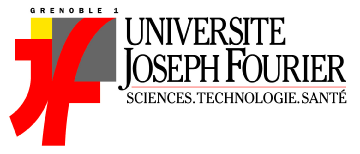 GRENOBLE 1
UNIVERSITE
JOSEPH FOURIER
SCIENCES.TECHNOLOGIE.SANTÉ